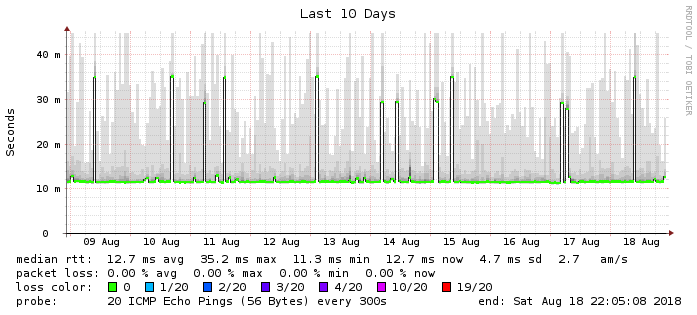 Last 10 Days
RRDTOOL / TOBI OETIKER
Seconds
40 m
30 m
20 m
10 m
0
09 Aug 10 Aug 11 Aug 12 Aug 13 Aug 14 Aug 15 Aug 16 Aug 17 Aug 18 Aug
median rtt: 12.7 ms avg 35.2 ms max 11.3 ms min 12.7 ms now 4.7 ms sd 2.7 am/s
packet loss: 0.00 % avg 0.00 % max 0.00 % min 0.00 % now
loss color: 0 1/20 2/20 3/20 4/20 10/20 19/20
probe: 20 ICMP Echo Pings (56 Bytes) every 300s end: Sat Aug 18 22:05:08 2018